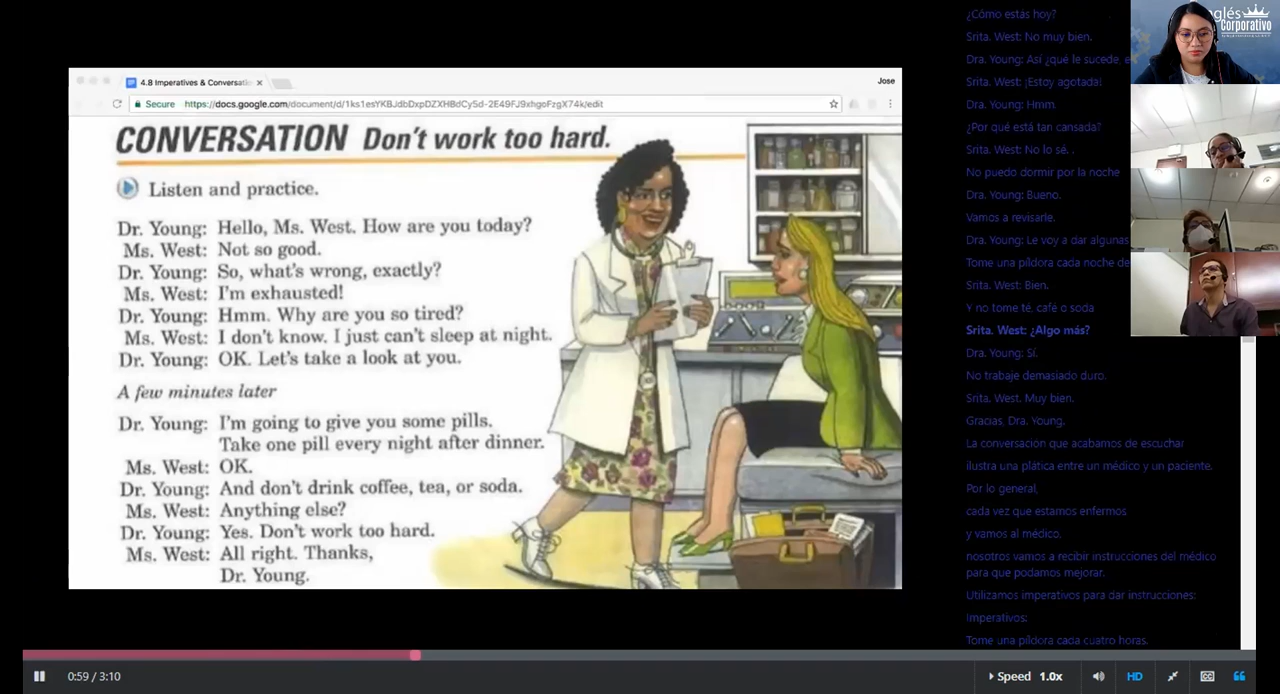 4.8 Imperatives & Conversatio
Jose
Secure
https://docs.google.com/document/d/1ks1esYKBJdbDxpDZXHBdCy5d-2E49FJ9xhgoFzgX74k/edit
CONVERSATION Don't work too hard.
Listen and practice.
Dr. Young: Hello, Ms. West. How are you today?
Ms. West: Not so good.
Dr. Young: So, what's wrong, exactly?
Ms. West: I'm exhausted!
Dr. Young: Hmm. Why are you so tired?
Ms. West: I don't know. I just can't sleep at night.
Dr. Young: OK. Let's take a look at you.
A few minutes later
Dr. Young: I'm going to give you some pills.
Take one pill every night after dinner.
Ms. West: OK.
Dr. Young: And don't drink coffee, tea, or soda.
Ms. West: Anything else?
Dr. Young: Yes. Don't work too hard.
Ms. West: All right. Thanks,
Dr. Young.
¿Cómo estás hoy?
Srita. West: No muy bien.
Dra. Young: Así ¿qué le sucede, e
Srita. West: ¡Estoy agotada!
Dra. Young: Hmm.
¿Por qué está tan cansada?
Srita. West: No lo sé. .
No puedo dormir por la noche
Dra. Young: Bueno.
Vamos a revisarle.
Dra. Young: Le voy a dar algunas
Tome una píldora cada noche de
Srita. West: Bien.
Y no tome té, café o soda
Srita. West: ¿Algo más?
Dra. Young: Sí.
No trabaje demasiado duro.
Srita. West. Muy bien.
Gracias, Dra. Young.
La conversación que acabamos de escuchar
ilustra una plática entre un médico y un paciente.
Por lo general,
cada vez que estamos enfermos
y vamos al médico.
nosotros vamos a recibir instrucciones del médico
para que podamos mejorar.
Utilizamos imperativos para dar instrucciones:
Imperativos:
Tome una píldora cada cuatro horas.
glés
Corporativo
0:59 / 3:10
Speed 1.0x
HD